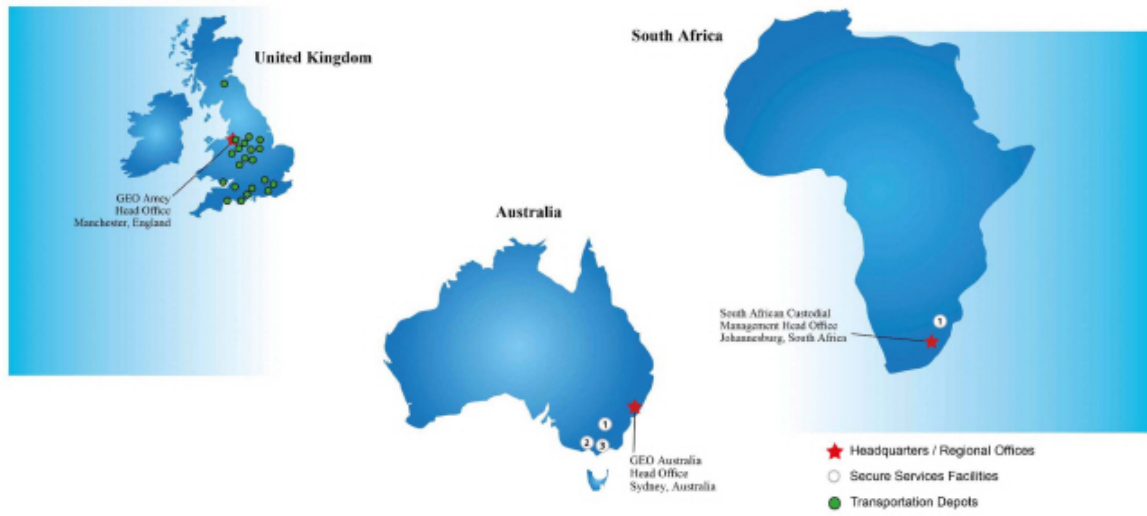 South Africa
United Kingdom
GEO Amey
Head Office
Manchester, England
Australia
South African Custodial
Management Head Office
Johannesburg, South Africa
1
1
2
3
GEO Australia
Head Office
Sydney, Australia
Headquarters / Regional Offices
Secure Services Facilities
Transportation Depots